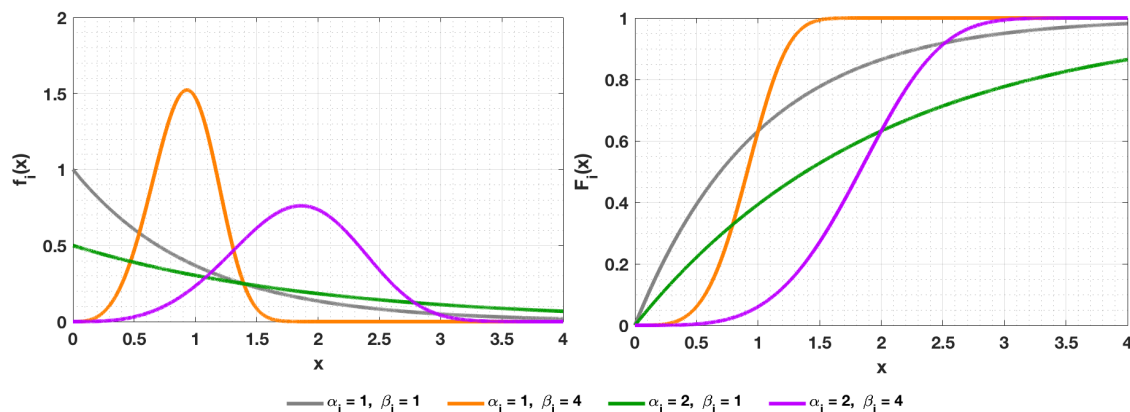 2
1.5
1
0.5
0
f_i(x)
0 0.5 1 1.5 2 2.5 3 3.5 4
x
1
0.8
0.6
0.4
0.2
0
F_i(x)
0 0.5 1 1.5 2 2.5 3 3.5 4
x
α_i = 1, β_i = 1 α_i = 1, β_i = 4 α_i = 2, β_i = 1 α_i = 2, β_i = 4